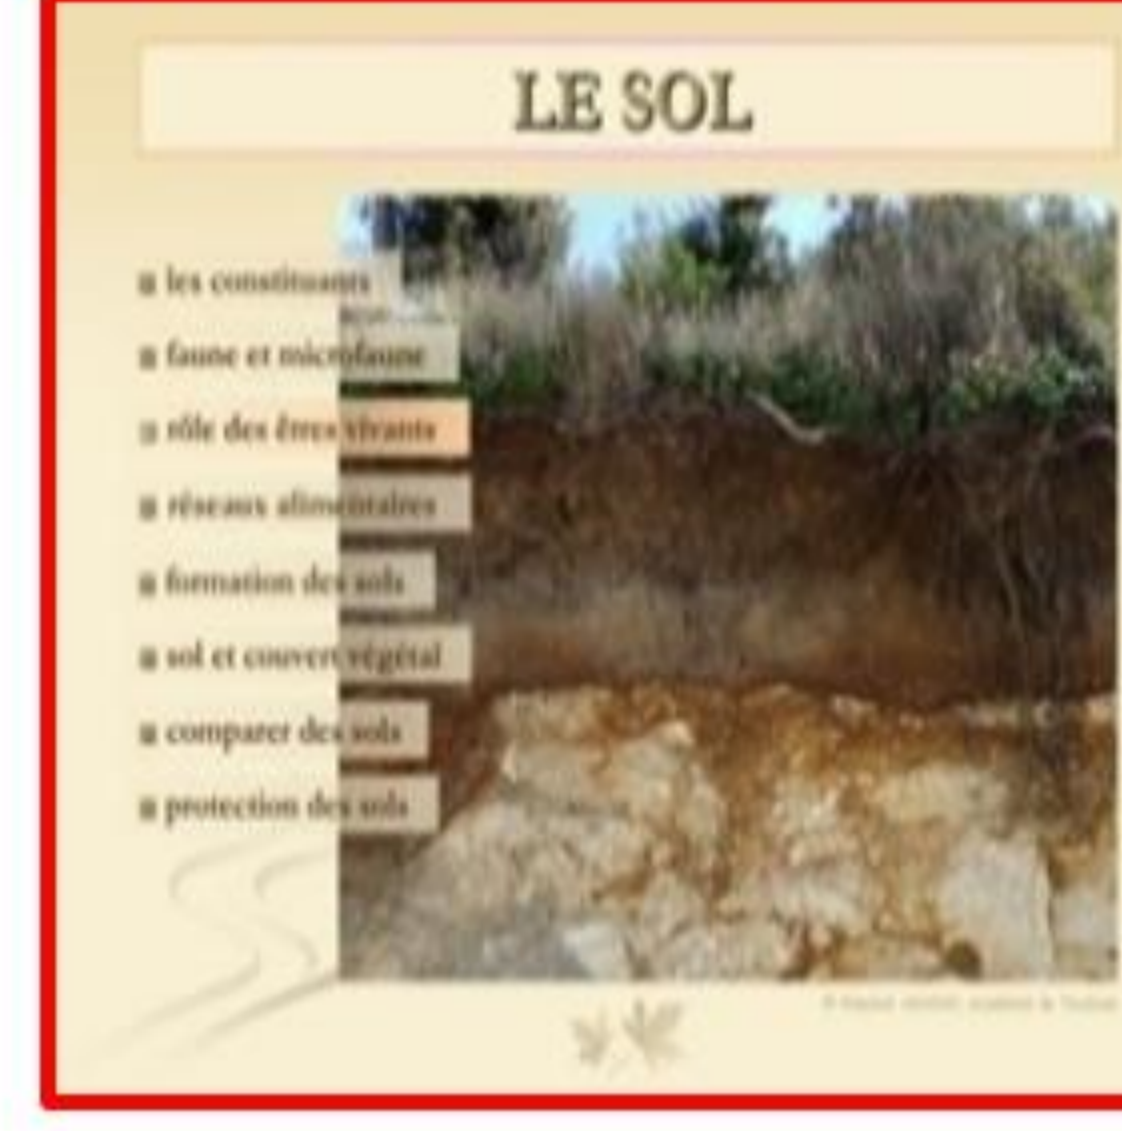 LE SOL
les constituants
faune et microfaune
rôle des êtres vivants
réseaux alimentaires
formation des sols
sol et couvert végétal
comparer des sols
protection des sols